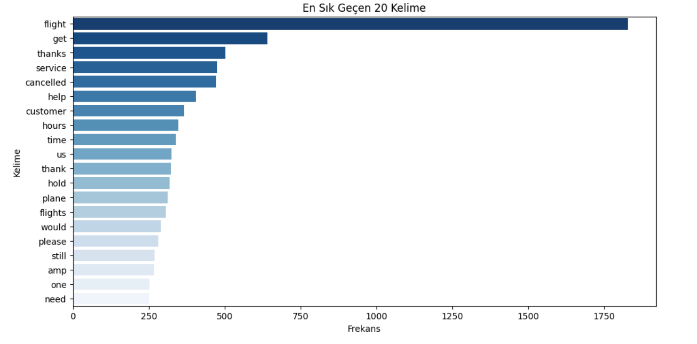 En Sık Geçen 20 Kelime
Kelime
flight
get
thanks
service
cancelled
help
customer
hours
time
us
thank
hold
plane
flights
would
please
still
amp
one
need
0 250 500 750 1000 1250 1500 1750
Frekans